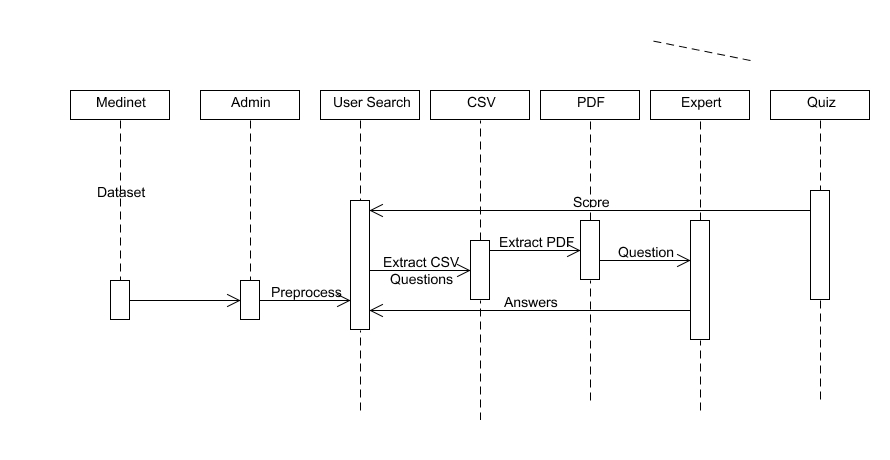 Medinet
Admin
User Search
CSV
PDF
Expert
Quiz
Dataset
Score
Extract PDF
Question
Extract CSV
Questions
Preprocess
Answers